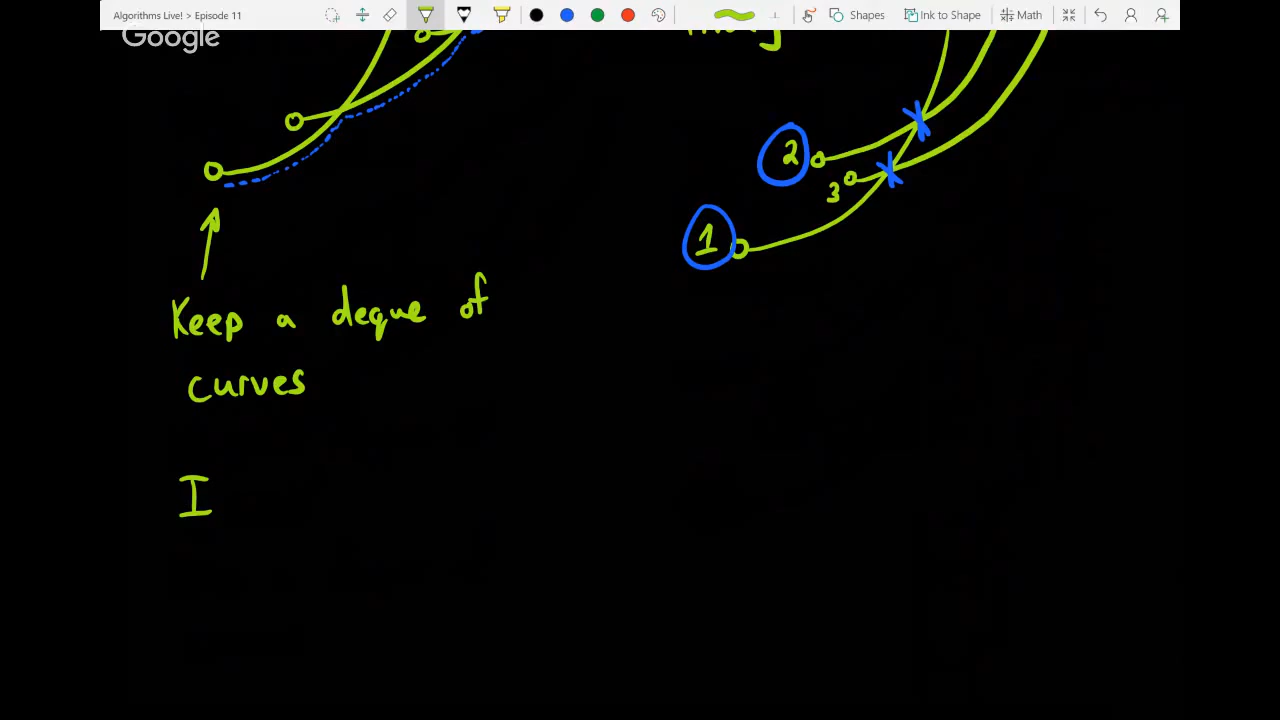 Algorithms Live! > Episode 11
Shapes
Ink to Shape
Math
Google
2
3
1
Keep a deque of
curves
I